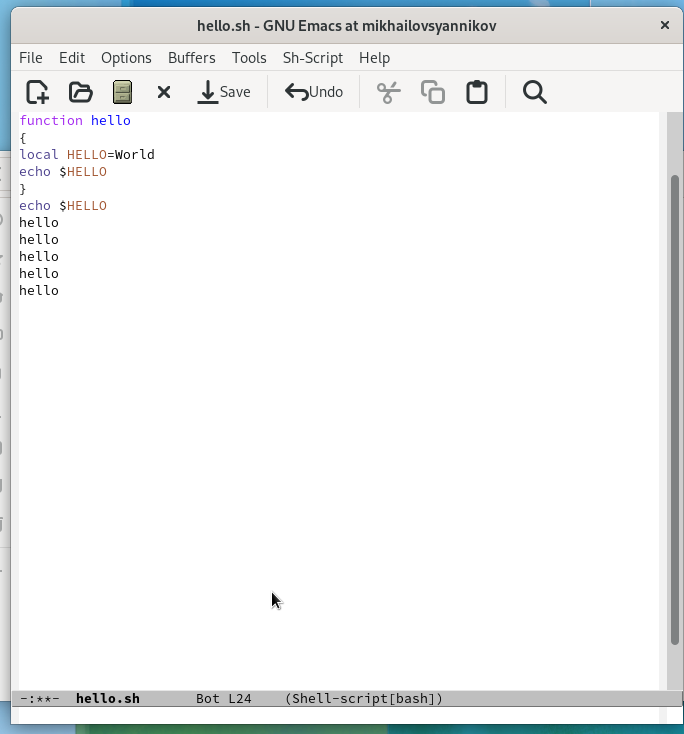 hello.sh - GNU Emacs at mikhailovsyannikov ×
File Edit Options Buffers Tools Sh-Script Help
Save Undo
function hello
{
local HELLO=World
echo $HELLO
}
echo $HELLO
hello
hello
hello
hello
hello
-:**- hello.sh Bot L24 (Shell-script[bash])